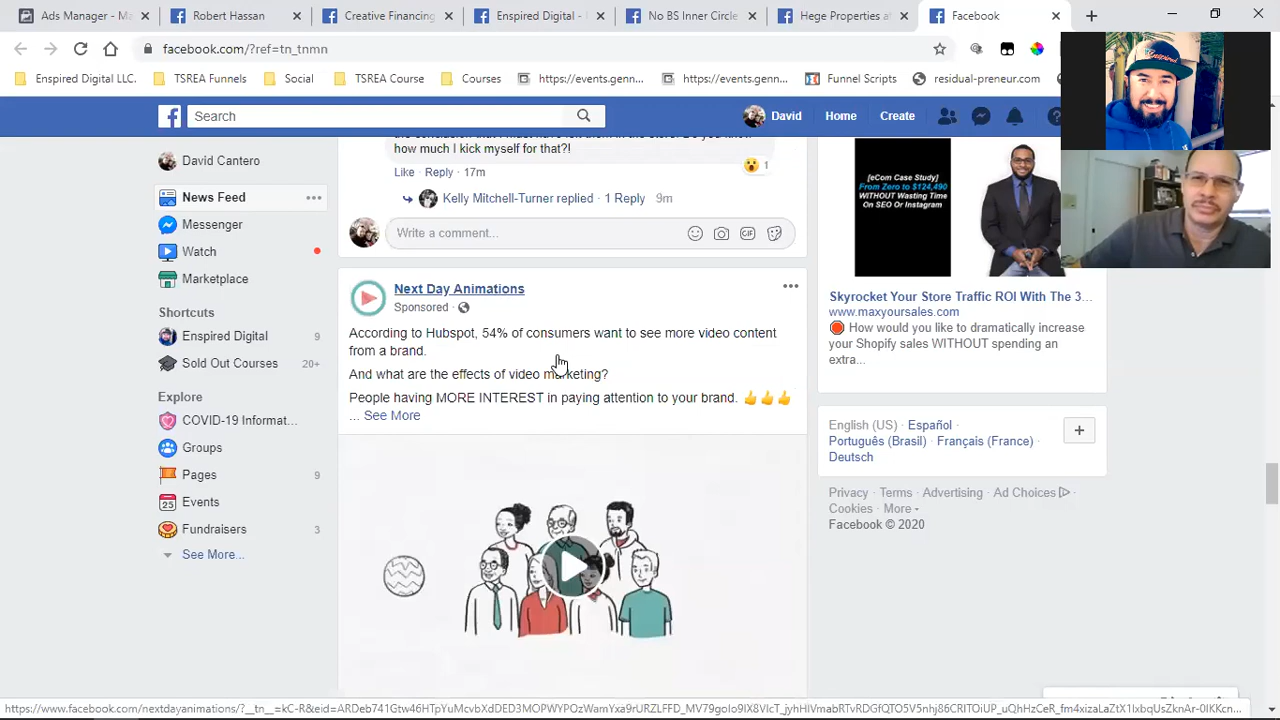 Ads Manager - Ma
Robert Hassan
Creative Financing
Enspired Digital -
No BS Inner Circle
Hege Properties at
Facebook
facebook.com/?ref=tn_tnmn
Enspired Digital LLC.
TSREA Funnels
Social
TSREA Course
Courses
https://events.genn...
https://events.genn...
Funnel Scripts
residual-preneur.com
Search
David
Home
Create
David Cantero
News Feed
Messenger
Watch
Marketplace
Shortcuts
Enspired Digital 9
Sold Out Courses 20+
Explore
COVID-19 Informat...
Groups
Pages 9
Events
25
Fundraisers 3
See More...
how much I kick myself for that?!
1
Like · Reply · 17m
Kelly Mitchell-Turner replied · 1 Reply 9m
Write a comment...
GIF
Next Day Animations
Sponsored ·
According to Hubspot, 54% of consumers want to see more video content
from a brand.
And what are the effects of video marketing?
People having MORE INTEREST in paying attention to your brand. 👍👍👍
... See More
[eCom Case Study]
From Zero to $124,490
WITHOUT Wasting Time
On SEO Or Instagram
Skyrocket Your Store Traffic ROI With The 3...
www.maxyoursales.com
🔴 How would you like to dramatically increase
your Shopify sales WITHOUT spending an
extra...
English (US) · Español ·
Português (Brasil) · Français (France) ·
Deutsch
Privacy · Terms · Advertising · Ad Choices ·
Cookies · More
Facebook © 2020
Enspired